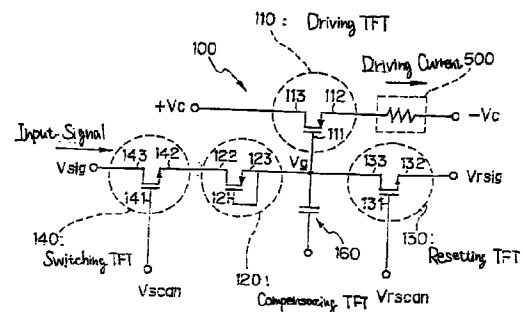 110: Driving TFT
100
Driving Current 500
113 112
+Vc
-Vc
111
Input Signal
Vg
143 142 122 123 133 132
Vsig
Vrsig
141 121 131
140:
Switching TFT
160
130:
Resetting TFT
120:
Compensating TFT
Vscan
Vrscan